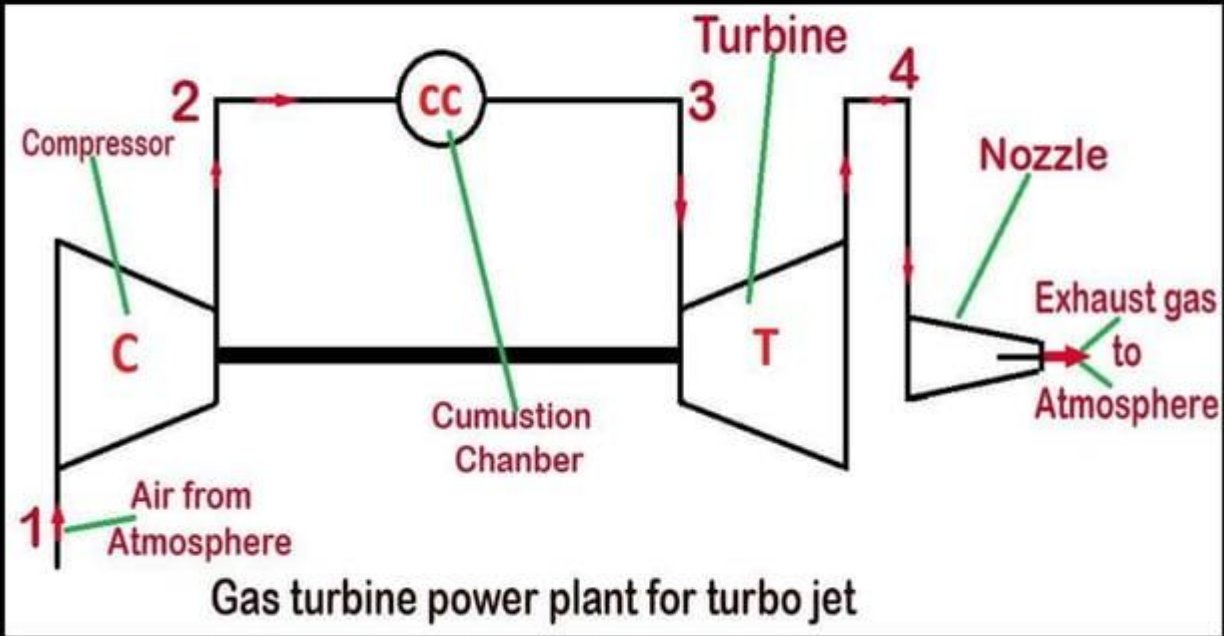 Turbine
2
CC
3
4
Compressor
Nozzle
C
T
Exhaust gas
to
Atmosphere
Cumustion
Chanber
1
Air from
Atmosphere
Gas turbine power plant for turbo jet